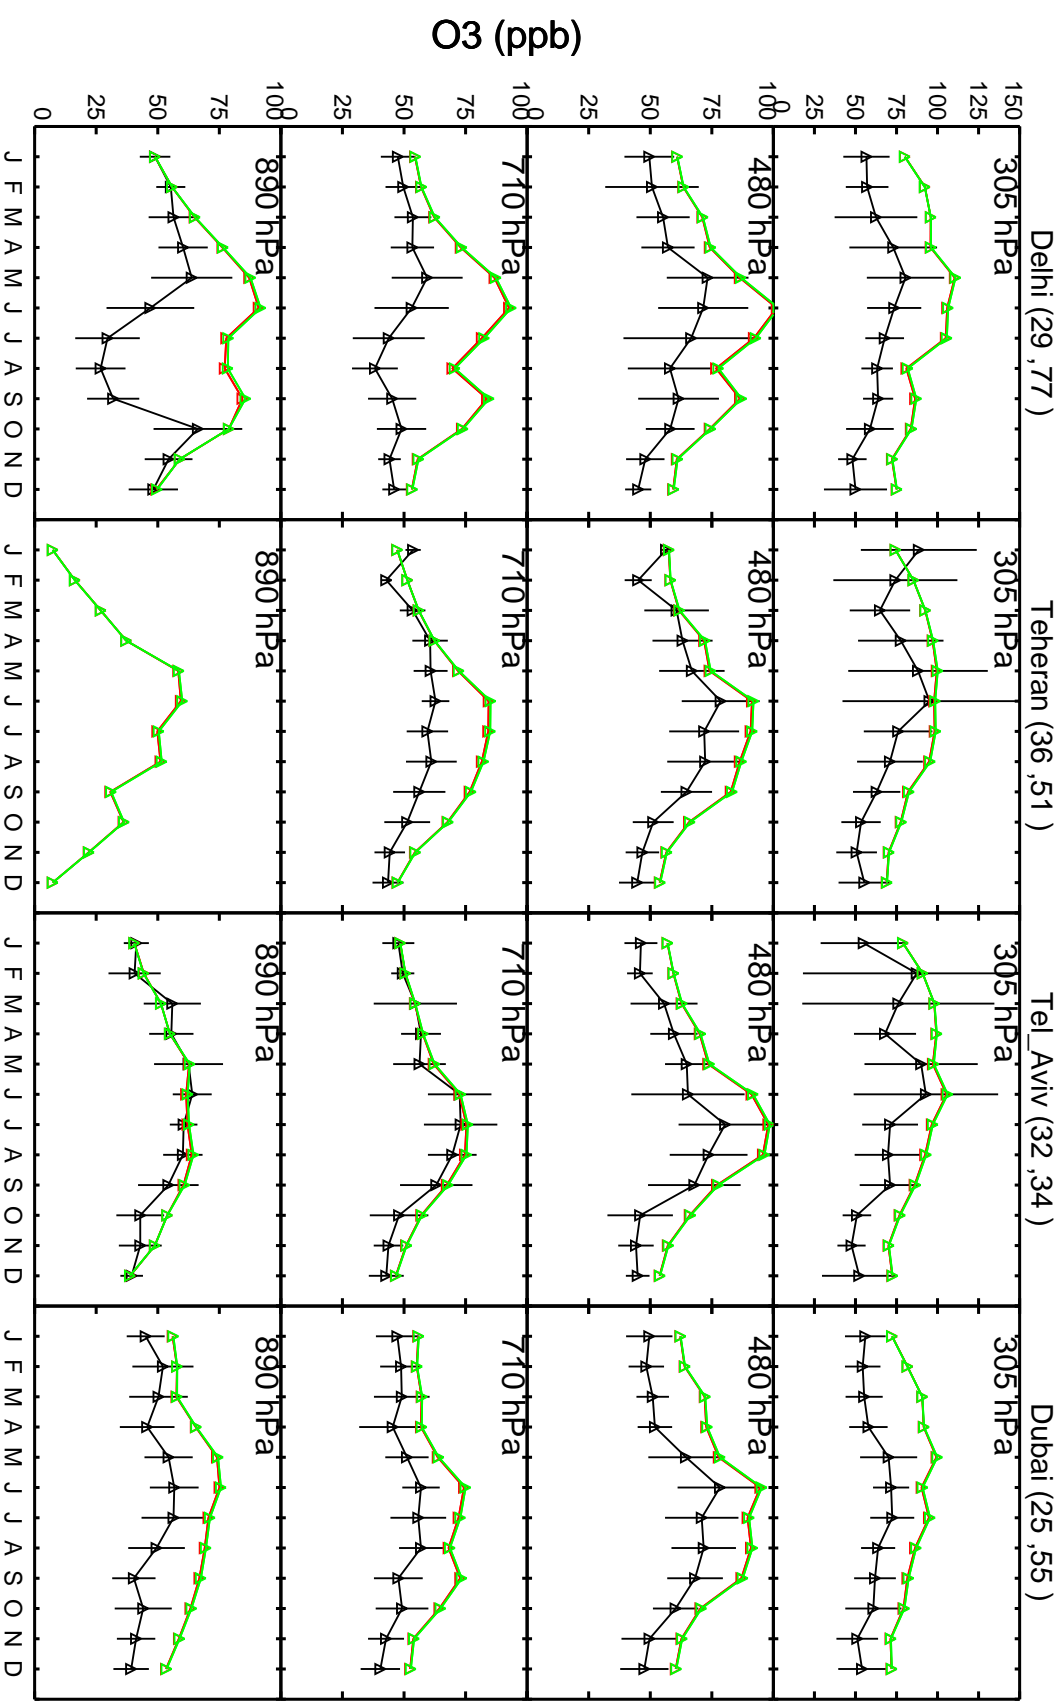 Delhi (29 ,77 )
Teheran (36 ,51 )
Tel_Aviv (32 ,34 )
Dubai (25 ,55 )
O3 (ppb)
150
125
100
75
50
25
0
305 hPa
305 hPa
305 hPa
305 hPa
100
75
50
0
480 hPa
480 hPa
480 hPa
480 hPa
100
75
50
0
710 hPa
710 hPa
710 hPa
710 hPa
100
75
50
25
0
890 hPa
890 hPa
890 hPa
890 hPa
J F M A M J J A S O N D
J F M A M J J A S O N D
J F M A M J J A S O N D
J F M A M J J A S O N D